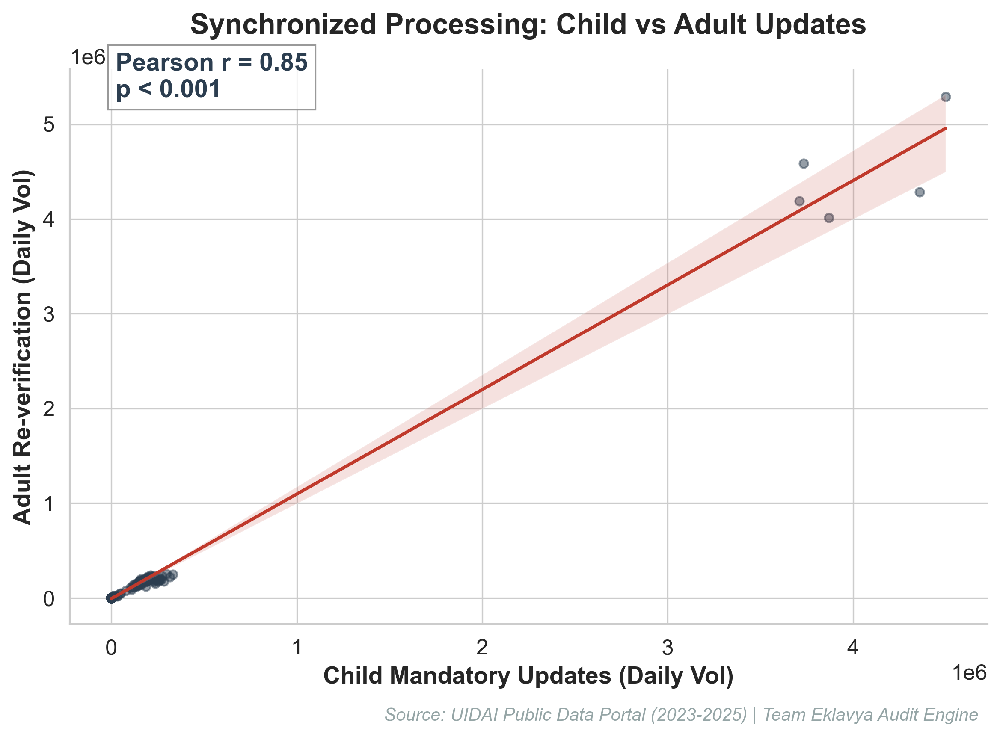 Synchronized Processing: Child vs Adult Updates
1e6
Pearson r = 0.85
p < 0.001
Adult Re-verification (Daily Vol)
5
4
3
2
1
0
0 1 2 3 4
Child Mandatory Updates (Daily Vol)
1e6
Source: UIDAI Public Data Portal (2023-2025) | Team Eklavya Audit Engine